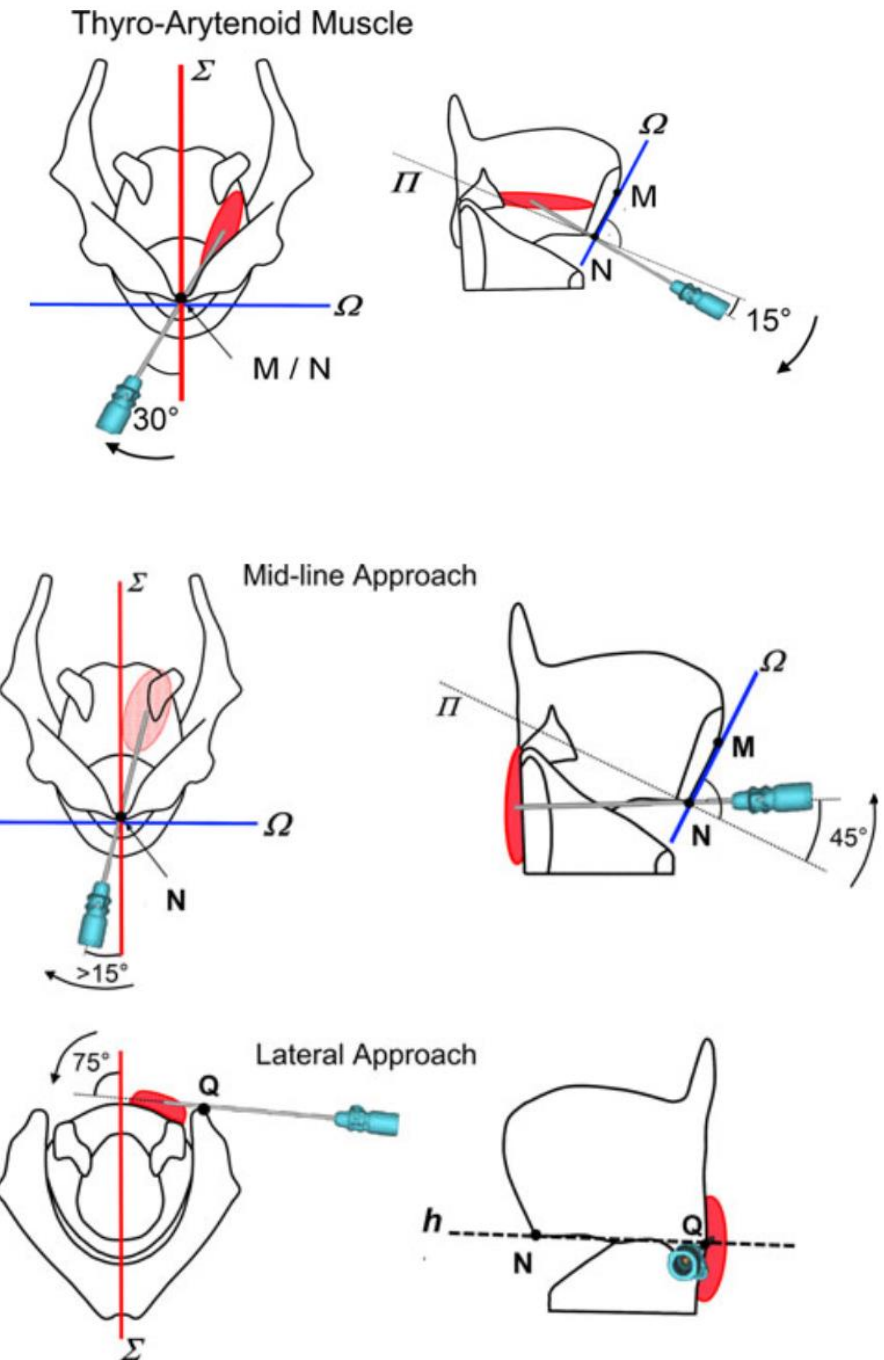 Thyro-Arytenoid Muscle
Σ
Ω
Π
M
N
Ω
M / N
15°
30°
Mid-line Approach
Σ
Ω
Π
M
Ω
N
45°
N
>15°
Lateral Approach
75°
Q
h
Q
N
Σ